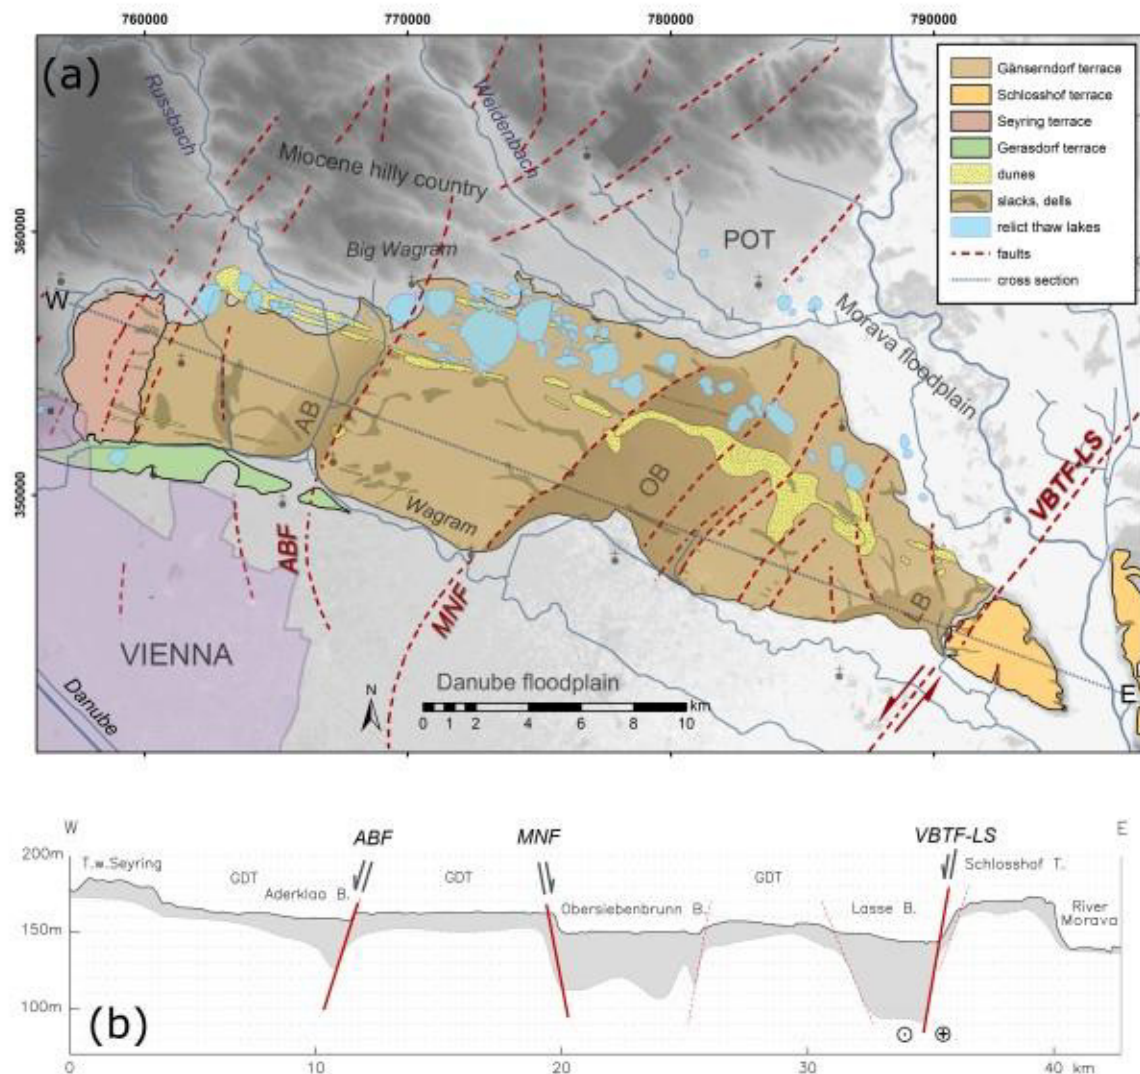 760000 770000 780000 790000
(a)
Gänserndorf terrace
Schlosshof terrace
Seyring terrace
Gerasdorf terrace
dunes
slacks, dells
relict thaw lakes
faults
cross section
Russbach
Weidenbach
Miocene hilly country
360000
Big Wagram
POT
W
Morava floodplain
AB
OB
VBTF-LS
350000
Wagram
ABF
MNF
LB
VIENNA
Danube
N
Danube floodplain
km
0 2 4 6 8 10
E
W E
ABF MNF VBTF-LS
200m
T.w.Seyring
GDT GDT GDT
Schlosshof T.
Aderklaa B.
Obersiebenbrunn B.
Lasse B.
River
Morava
150m
100m
(b)
0 10 20 30 40 km